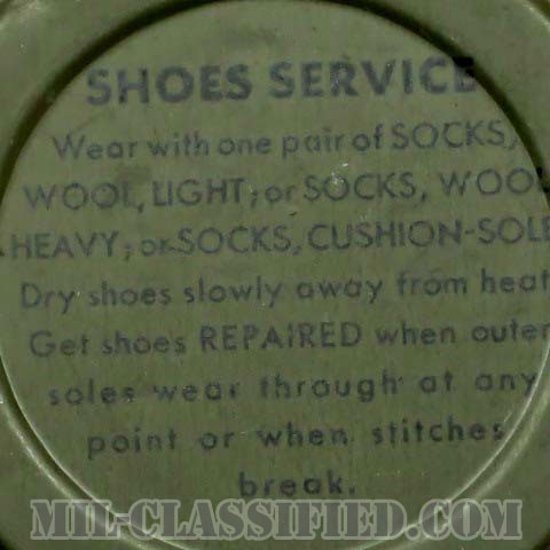 SHOES SERVICE
Wear with one pair of SOCKS,
WOOL, LIGHT; or SOCKS, WOOL
HEAVY; or SOCKS, CUSHION-SOLE
Dry shoes slowly away from heat
Get shoes REPAIRED when outer
soles wear through at any
point or when stitches
break.
MIL-CLASSIFIED.COM